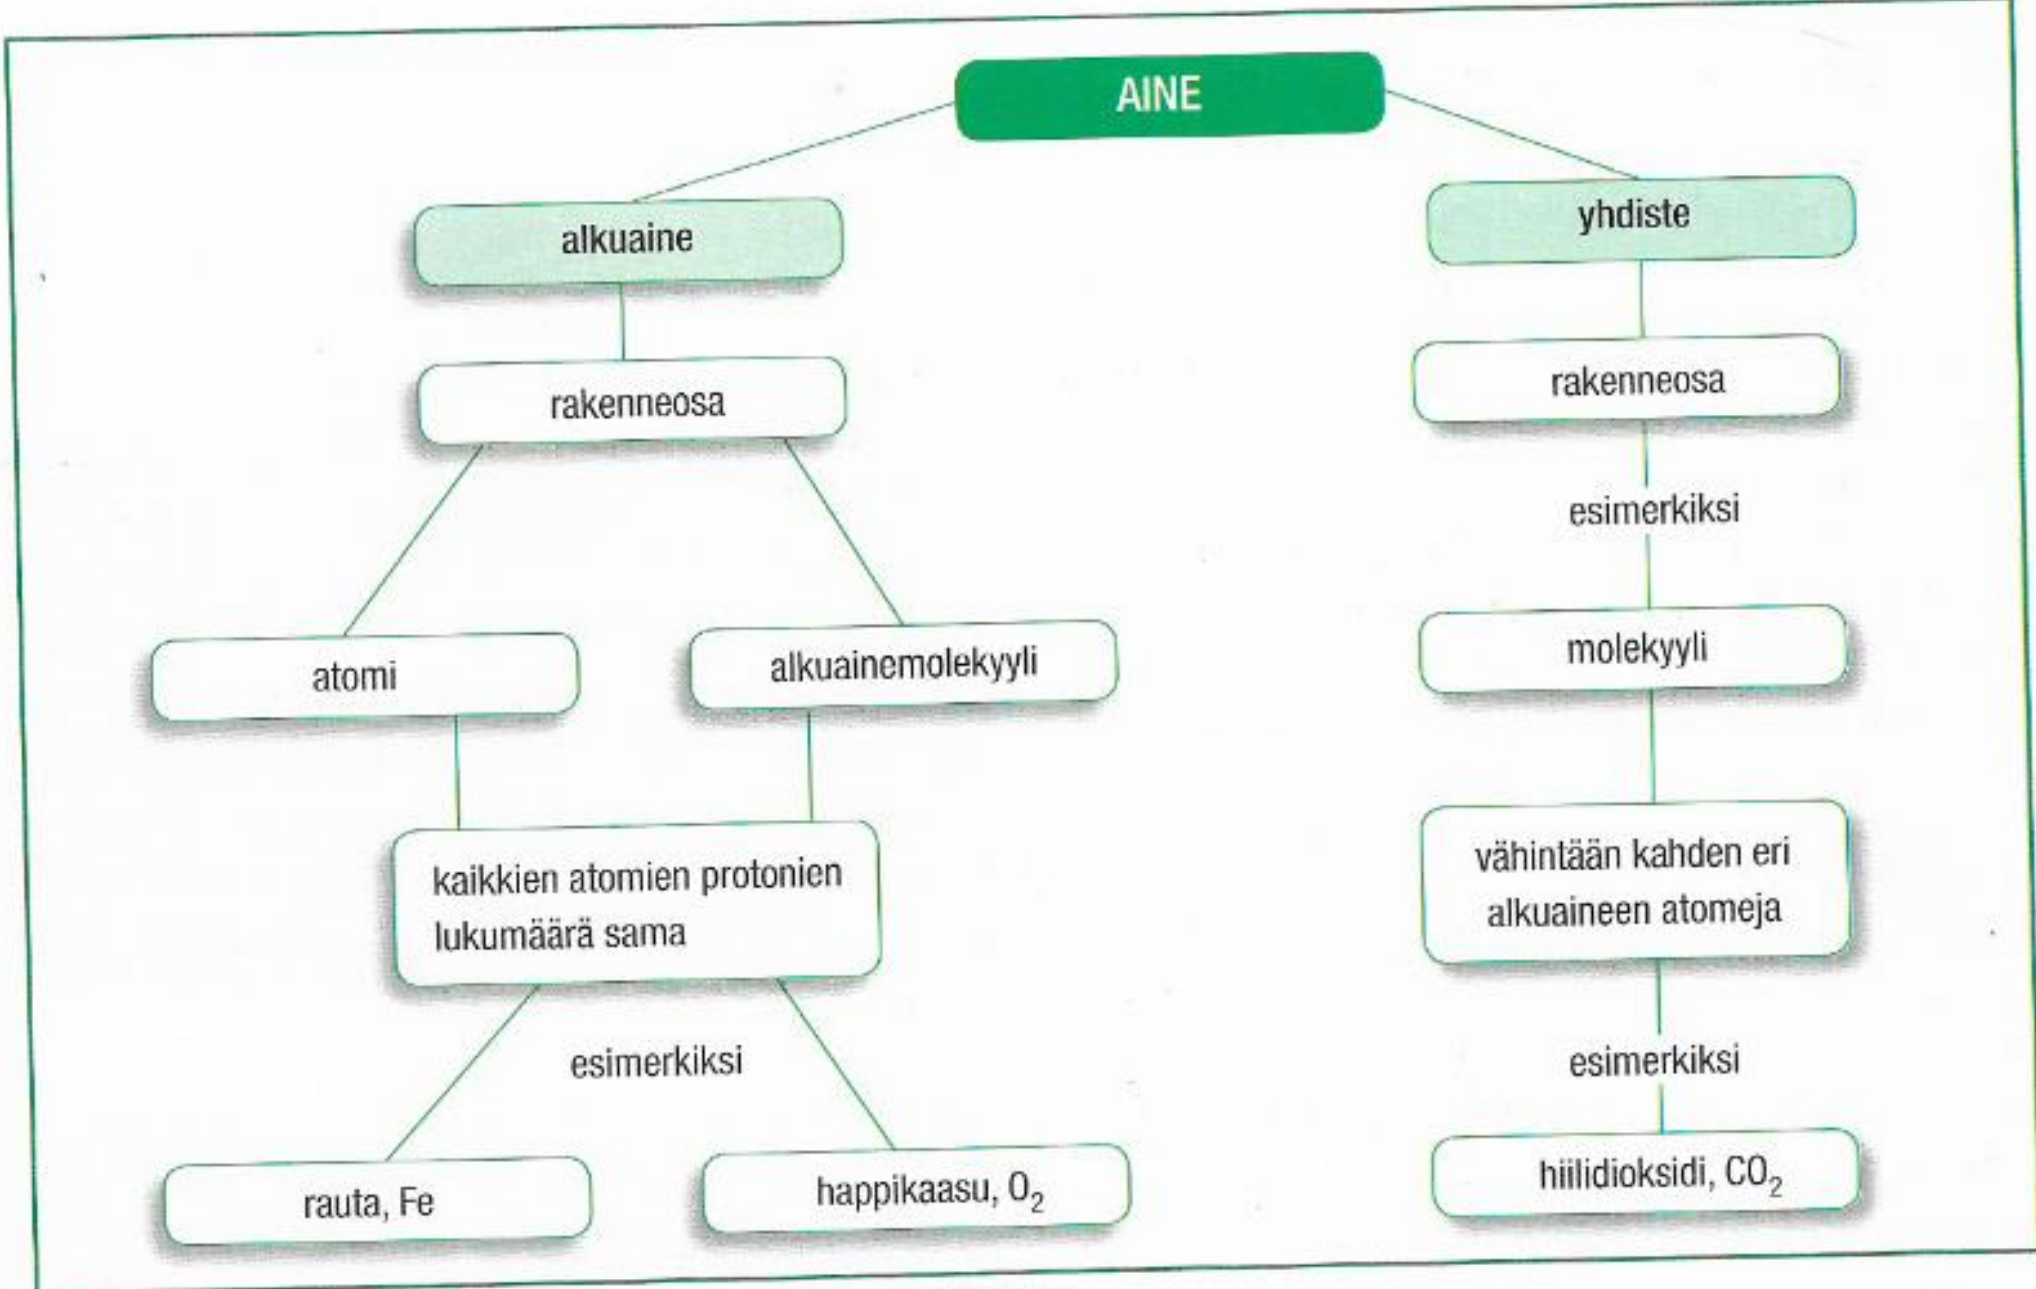 AINE
alkuaine
yhdiste
rakenneosa
rakenneosa
esimerkiksi
atomi
alkuainemolekyyli
molekyyli
kaikkien atomien protonien
lukumäärä sama
vähintään kahden eri
alkuaineen atomeja
esimerkiksi
esimerkiksi
rauta, Fe
happikaasu, O₂
hiilidioksidi, CO₂